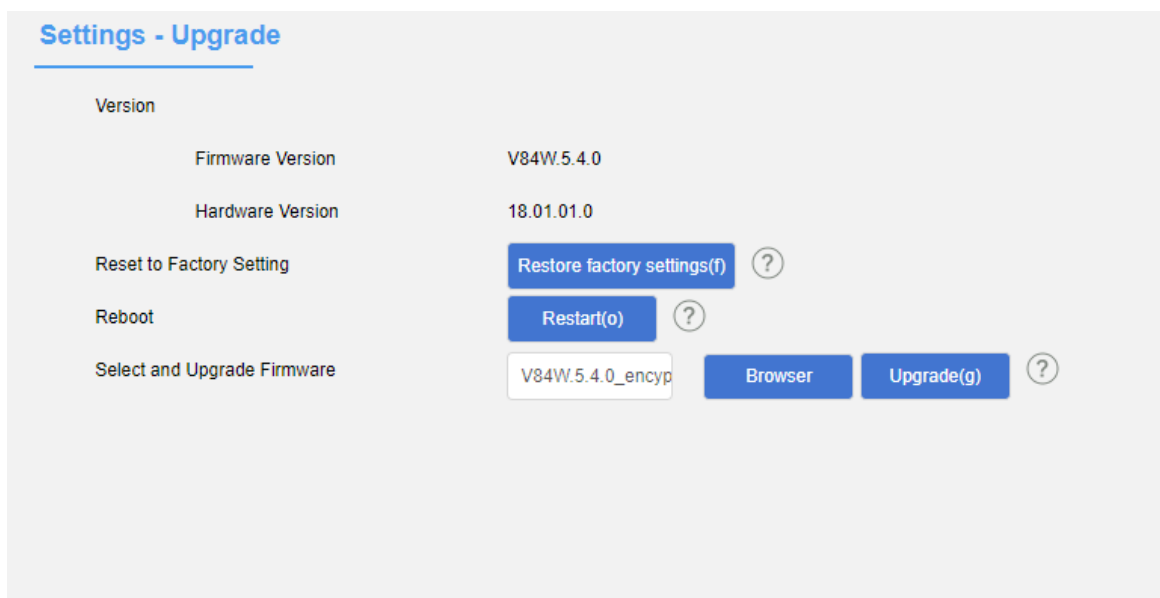 Settings - Upgrade
Version
Firmware Version V84W.5.4.0
Hardware Version 18.01.01.0
Reset to Factory Setting Restore factory settings(f) ?
Reboot Restart(o) ?
Select and Upgrade Firmware V84W.5.4.0_encyp Browser Upgrade(g) ?